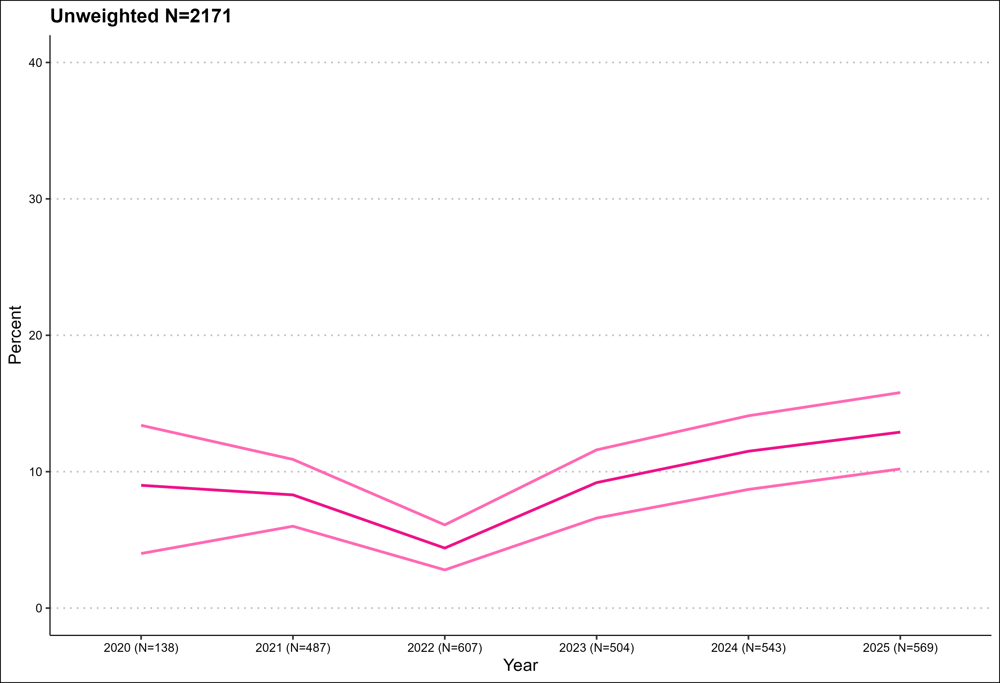 Unweighted N=2171
40
30
20
10
0
Percent
2020 (N=138)
2021 (N=487)
2022 (N=607)
2023 (N=504)
2024 (N=543)
2025 (N=569)
Year